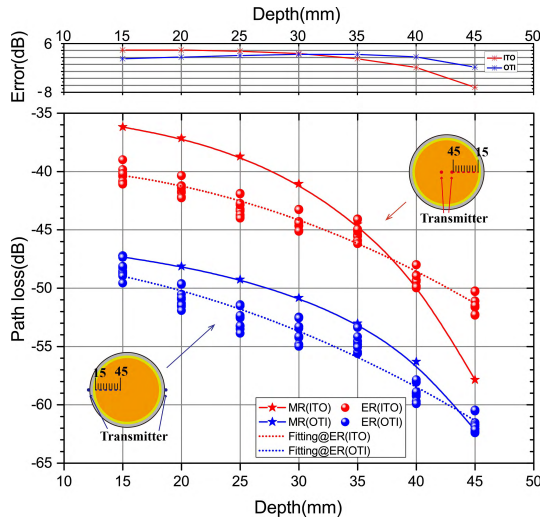 Depth(mm)
10 15 20 25 30 35 40 45 50
Error(dB)
6
-8
ITO
OTI
Path loss(dB)
-35
-40
-45
-50
-55
-60
-65
45 15
Transmitter
15 45
Transmitter
MR(ITO) ER(ITO)
MR(OTI) ER(OTI)
Fitting@ER(ITO)
Fitting@ER(OTI)
10 15 20 25 30 35 40 45 50
Depth(mm)